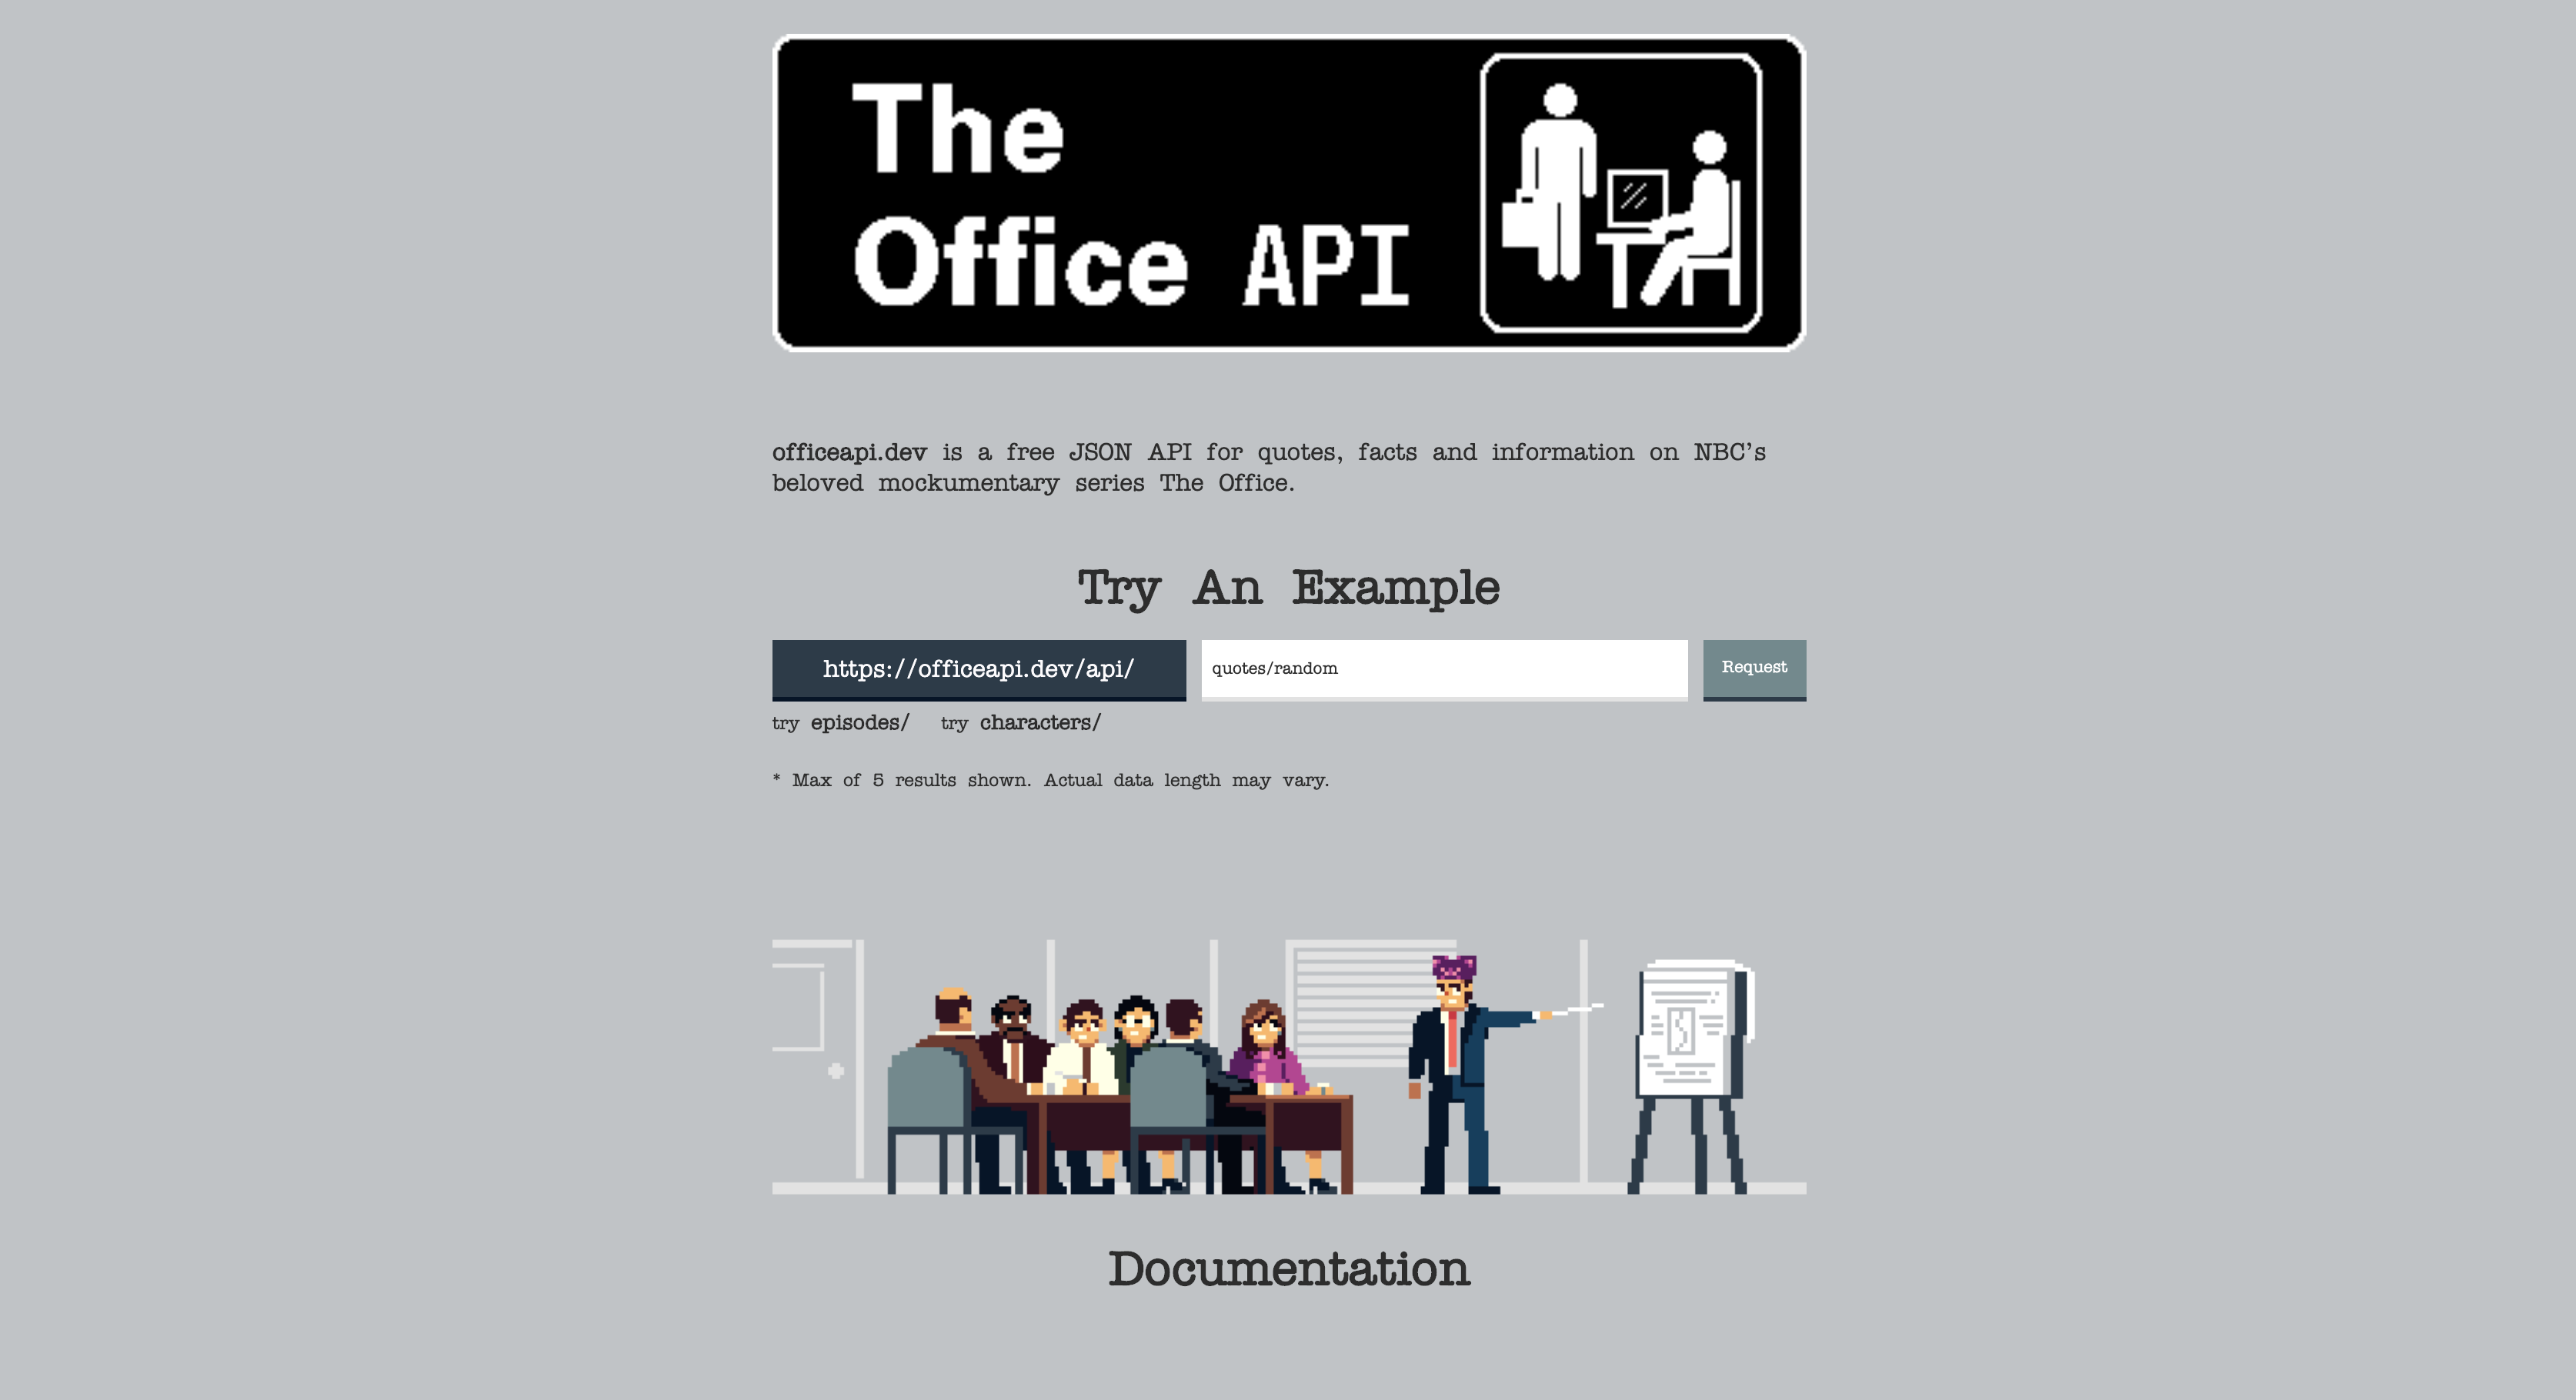 The
Office API
officeapi.dev is a free JSON API for quotes, facts and information on NBC’s
beloved mockumentary series The Office.
Try An Example
https://officeapi.dev/api/ quotes/random Request
try episodes/ try characters/
* Max of 5 results shown. Actual data length may vary.
Documentation